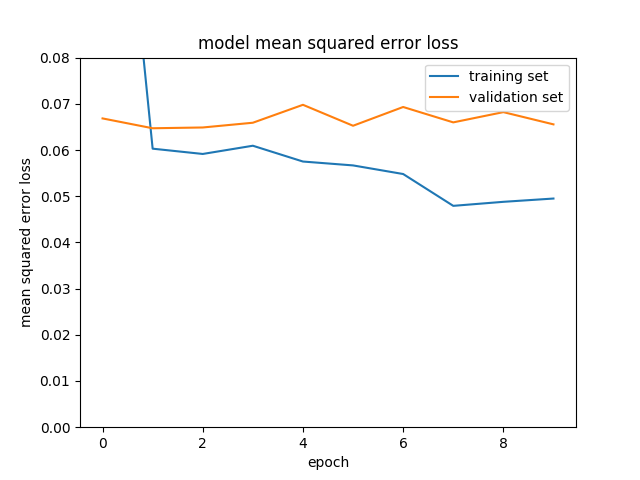 model mean squared error loss
training set
validation set
0.08
0.07
0.06
0.05
0.04
0.03
0.02
0.01
0.00
mean squared error loss
0 2 4 6 8
epoch